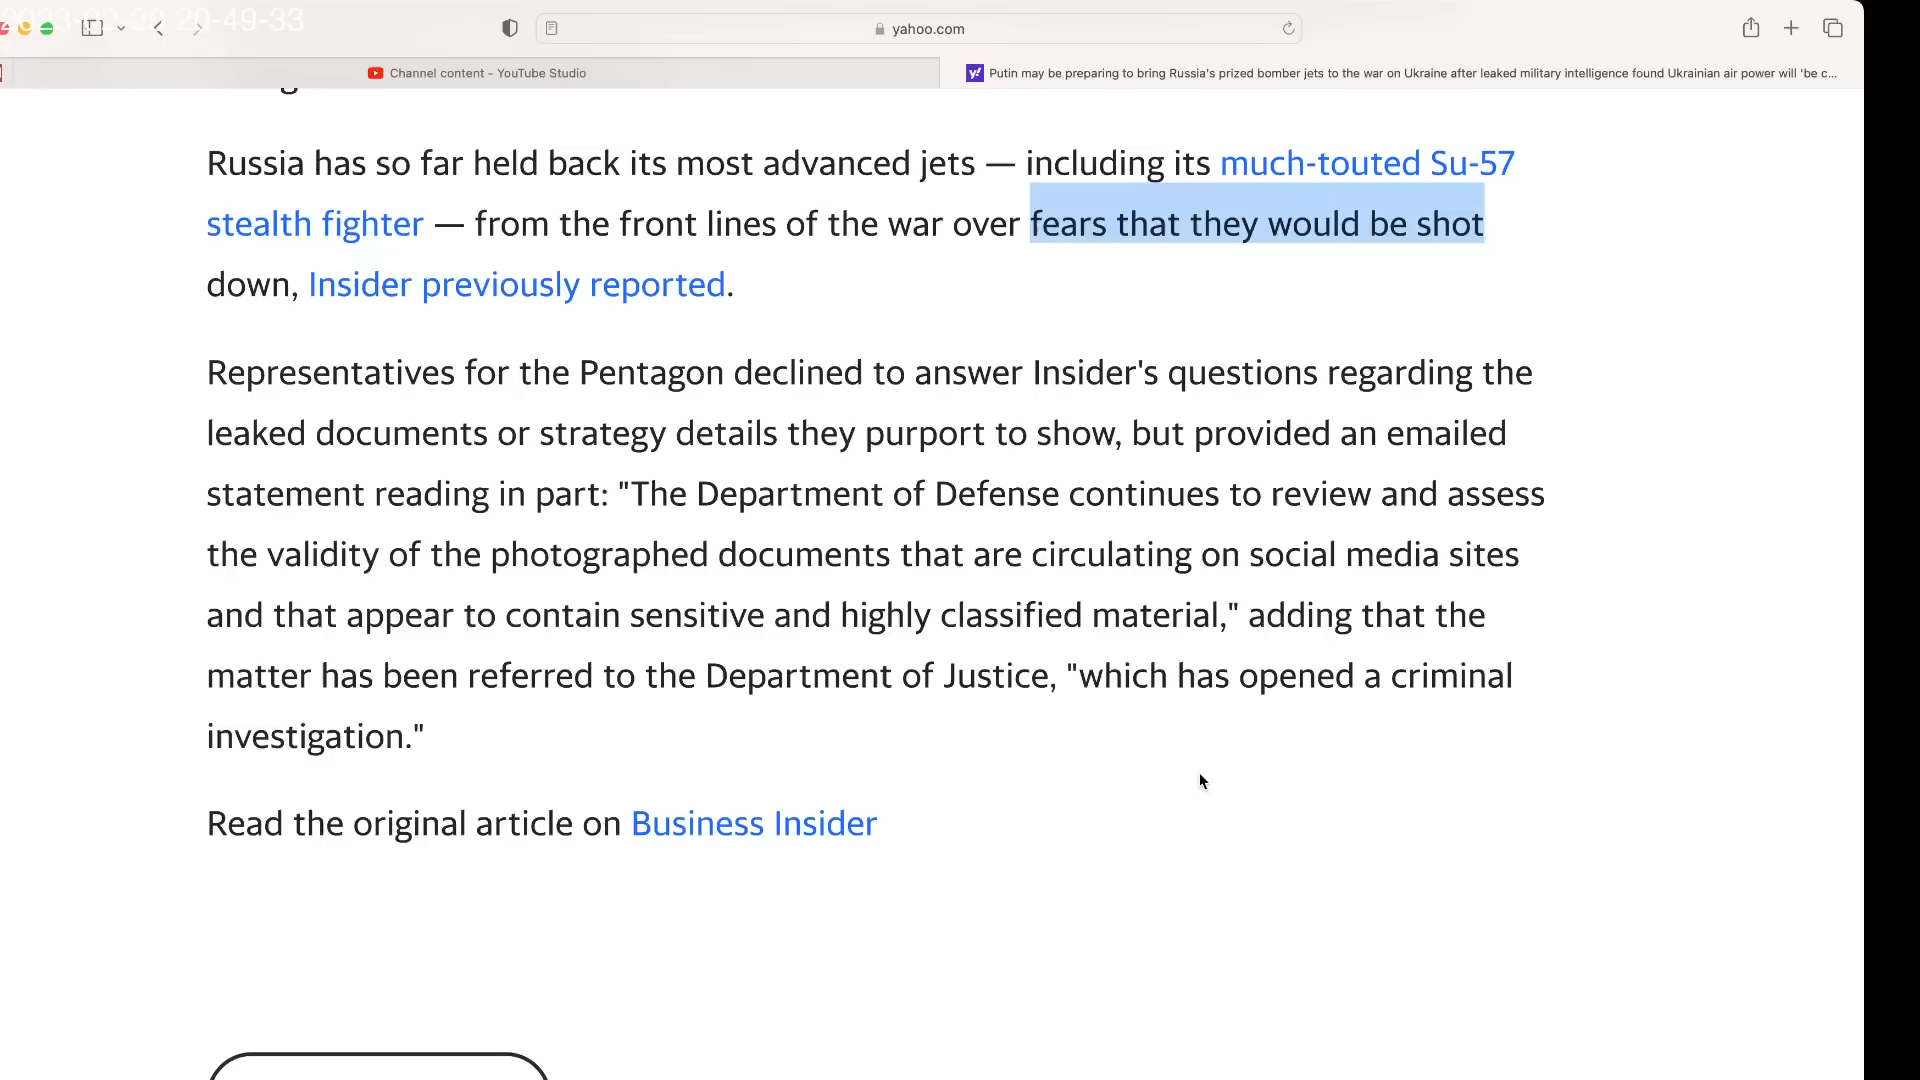 20-49-33
yahoo.com
Channel content - YouTube Studio
Putin may be preparing to bring Russia's prized bomber jets to the war on Ukraine after leaked military intelligence found Ukrainian air power will 'be c...
Russia has so far held back its most advanced jets — including its much-touted Su-57
stealth fighter — from the front lines of the war over fears that they would be shot
down, Insider previously reported.
Representatives for the Pentagon declined to answer Insider's questions regarding the
leaked documents or strategy details they purport to show, but provided an emailed
statement reading in part: "The Department of Defense continues to review and assess
the validity of the photographed documents that are circulating on social media sites
and that appear to contain sensitive and highly classified material," adding that the
matter has been referred to the Department of Justice, "which has opened a criminal
investigation."
Read the original article on Business Insider